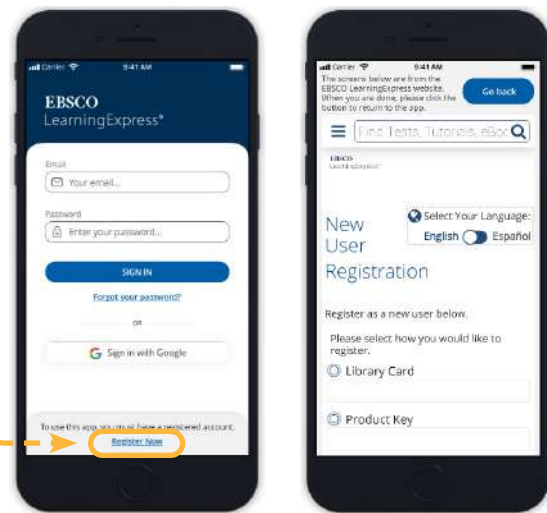 Carrier 9:41 AM
EBSCO
LearningExpress®
Email
Your email...
Password
Enter your password...
SIGN IN
Forgot your password?
or
Sign in with Google
To use this app, you must have a registered account.
Register Now
Carrier 9:41 AM
The screens below are from the
EBSCO LearningExpress website.
When you are done, please click the
button to return to the app.
Go back
Find Tests, Tutorials, eBoo
EBSCO
LearningExpress®
Select Your Language:
English Español
New
User
Registration
Register as a new user below.
Please select how you would like to
register.
Library Card
Product Key